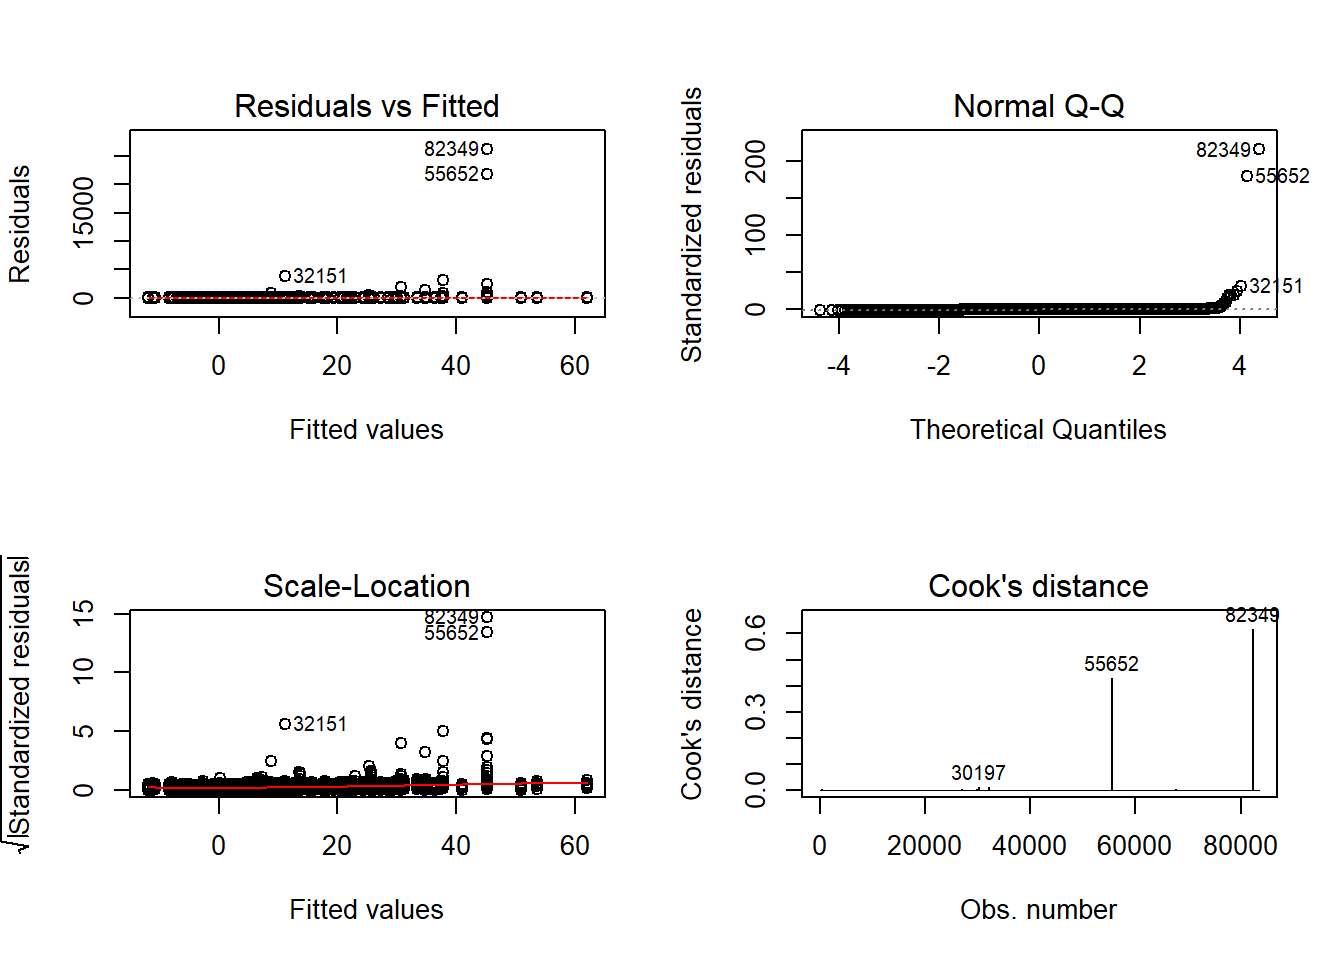 Residuals vs Fitted
Residuals
15000
0
82349
55652
32151
0 20 40 60
Fitted values
Normal Q-Q
Standardized residuals
200
100
0
82349
55652
32151
-4 -2 0 2 4
Theoretical Quantiles
Scale-Location
√|Standardized residuals|
15
10
5
0
82349
55652
32151
0 20 40 60
Fitted values
Cook's distance
Cook's distance
0.6
0.3
0.0
82349
55652
30197
0 20000 40000 60000 80000
Obs. number